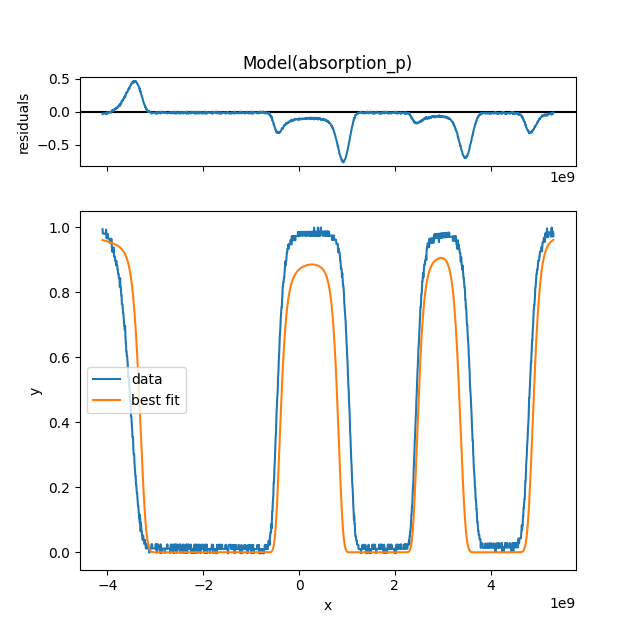 Model(absorption_p)
0.5
0.0
−0.5
residuals
1e9
1.0
0.8
0.6
0.4
0.2
0.0
y
data
best fit
−4
−2
0
2
4
1e9
x